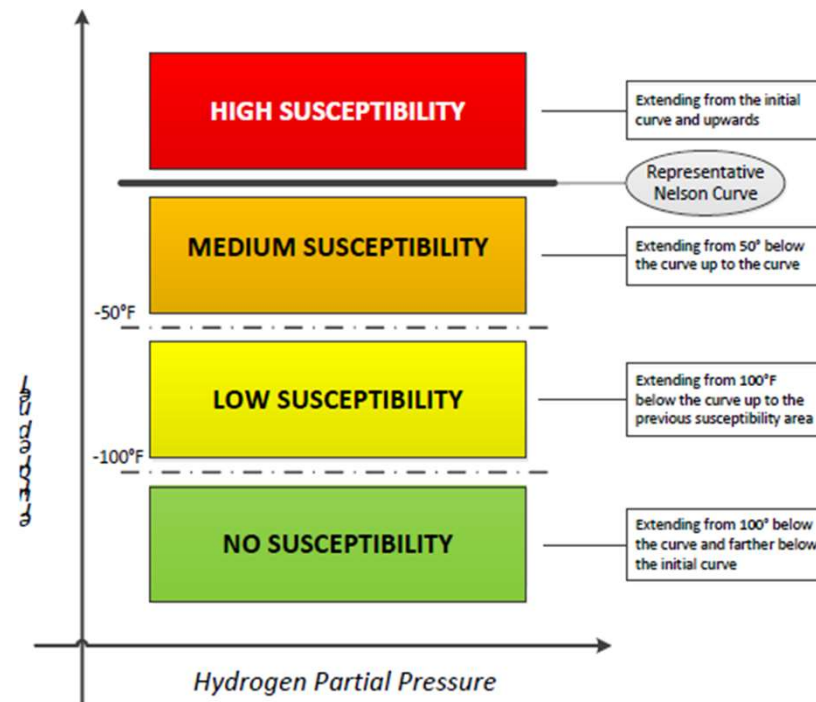 HIGH SUSCEPTIBILITY
Extending from the initial
curve and upwards
Representative
Nelson Curve
MEDIUM SUSCEPTIBILITY
Extending from 50° below
the curve up to the curve
-50°F
LOW SUSCEPTIBILITY
Extending from 100°F
below the curve up to the
previous susceptibility area
-100°F
NO SUSCEPTIBILITY
Extending from 100° below
the curve and farther below
the initial curve
Hydrogen Partial Pressure